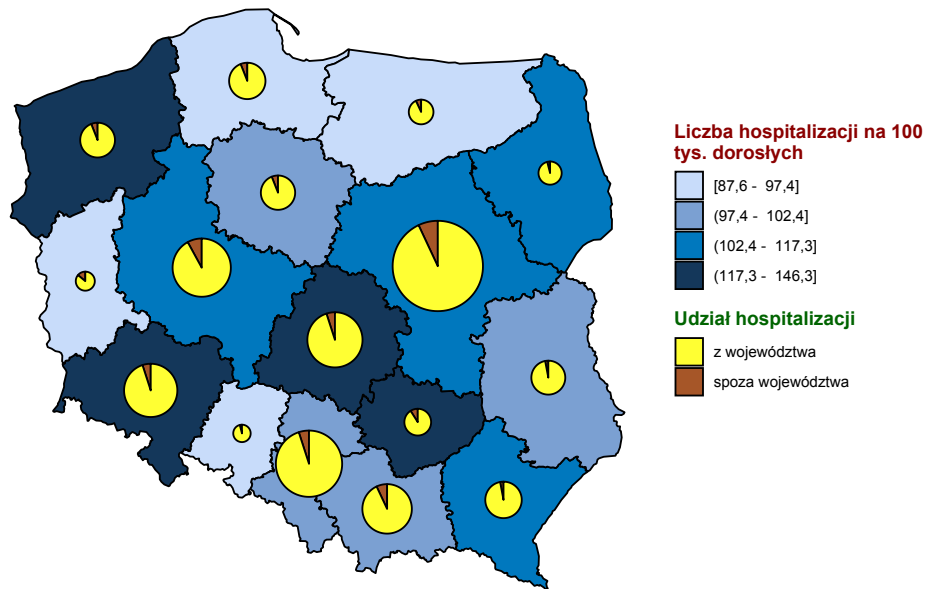 Liczba hospitalizacji na 100
tys. dorosłych
[87,6 - 97,4]
(97,4 - 102,4]
(102,4 - 117,3]
(117,3 - 146,3]
Udział hospitalizacji
z województwa
spoza województwa